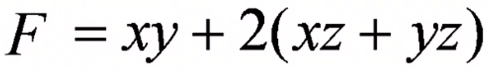 F = xy + 2(xz + yz)